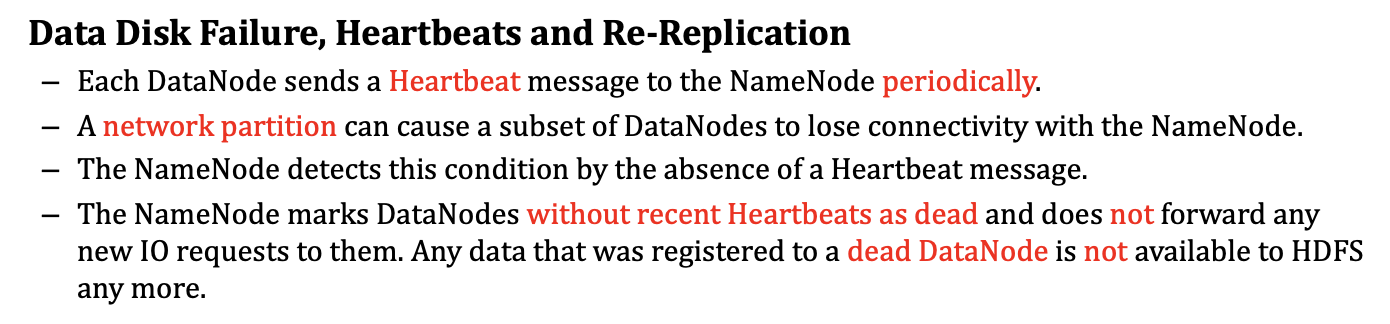 Data Disk Failure, Heartbeats and Re-Replication
– Each DataNode sends a Heartbeat message to the NameNode periodically.
– A network partition can cause a subset of DataNodes to lose connectivity with the NameNode.
– The NameNode detects this condition by the absence of a Heartbeat message.
– The NameNode marks DataNodes without recent Heartbeats as dead and does not forward any
new IO requests to them. Any data that was registered to a dead DataNode is not available to HDFS
any more.